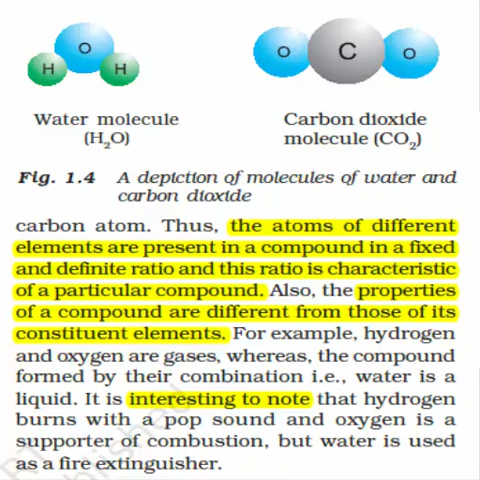 O
H H
O C O
Water molecule
(H₂O)
Carbon dioxide
molecule (CO₂)
Fig. 1.4 A depiction of molecules of water and
carbon dioxide
carbon atom. Thus, the atoms of different
elements are present in a compound in a fixed
and definite ratio and this ratio is characteristic
of a particular compound. Also, the properties
of a compound are different from those of its
constituent elements. For example, hydrogen
and oxygen are gases, whereas, the compound
formed by their combination i.e., water is a
liquid. It is interesting to note that hydrogen
burns with a pop sound and oxygen is a
supporter of combustion, but water is used
as a fire extinguisher.